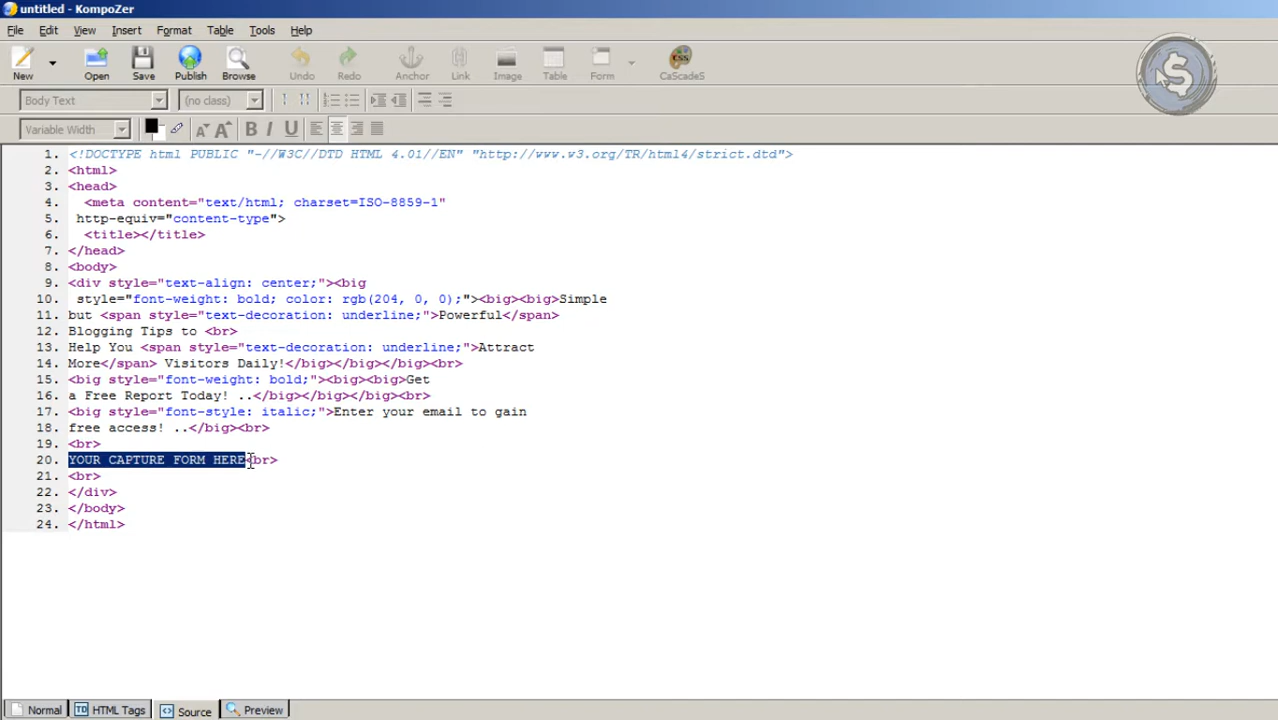 untitled - KompoZer
File Edit View Insert Format Table Tools Help
New Open Save Publish Browse Undo Redo Anchor Link Image Table Form CaScadeS
Body Text (no class)
Variable Width B I U
1. <!DOCTYPE html PUBLIC "-//W3C//DTD HTML 4.01//EN" "http://www.w3.org/TR/html4/strict.dtd">
2. <html>
3. <head>
4. <meta content="text/html; charset=ISO-8859-1"
5. http-equiv="content-type">
6. <title></title>
7. </head>
8. <body>
9. <div style="text-align: center;"><big
10. style="font-weight: bold; color: rgb(204, 0, 0);"><big><big>Simple
11. but <span style="text-decoration: underline;">Powerful</span>
12. Blogging Tips to <br>
13. Help You <span style="text-decoration: underline;">Attract
14. More</span> Visitors Daily!</big></big></big><br>
15. <big style="font-weight: bold;"><big><big>Get
16. a Free Report Today! ..</big></big></big><br>
17. <big style="font-style: italic;">Enter your email to gain
18. free access! ..</big><br>
19. <br>
20. YOUR CAPTURE FORM HERE<br>
21. <br>
22. </div>
23. </body>
24. </html>
Normal HTML Tags Source Preview